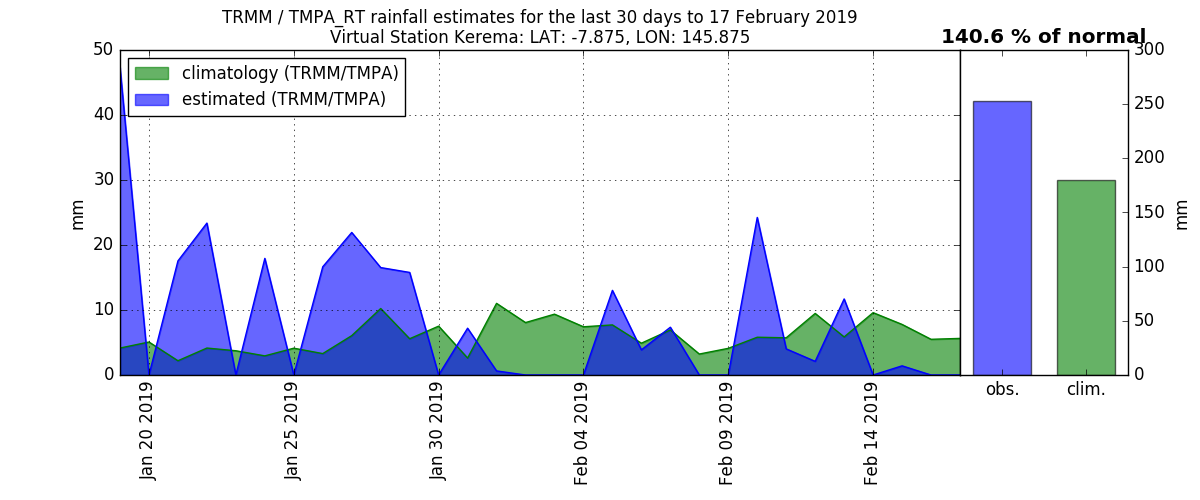 TRMM / TMPA_RT rainfall estimates for the last 30 days to 17 February 2019
Virtual Station Kerema: LAT: -7.875, LON: 145.875
140.6 % of normal
climatology (TRMM/TMPA)
estimated (TRMM/TMPA)
50
40
30
20
10
0
mm
Jan 20 2019
Jan 25 2019
Jan 30 2019
Feb 04 2019
Feb 09 2019
Feb 14 2019
300
250
200
150
100
50
0
mm
obs.
clim.